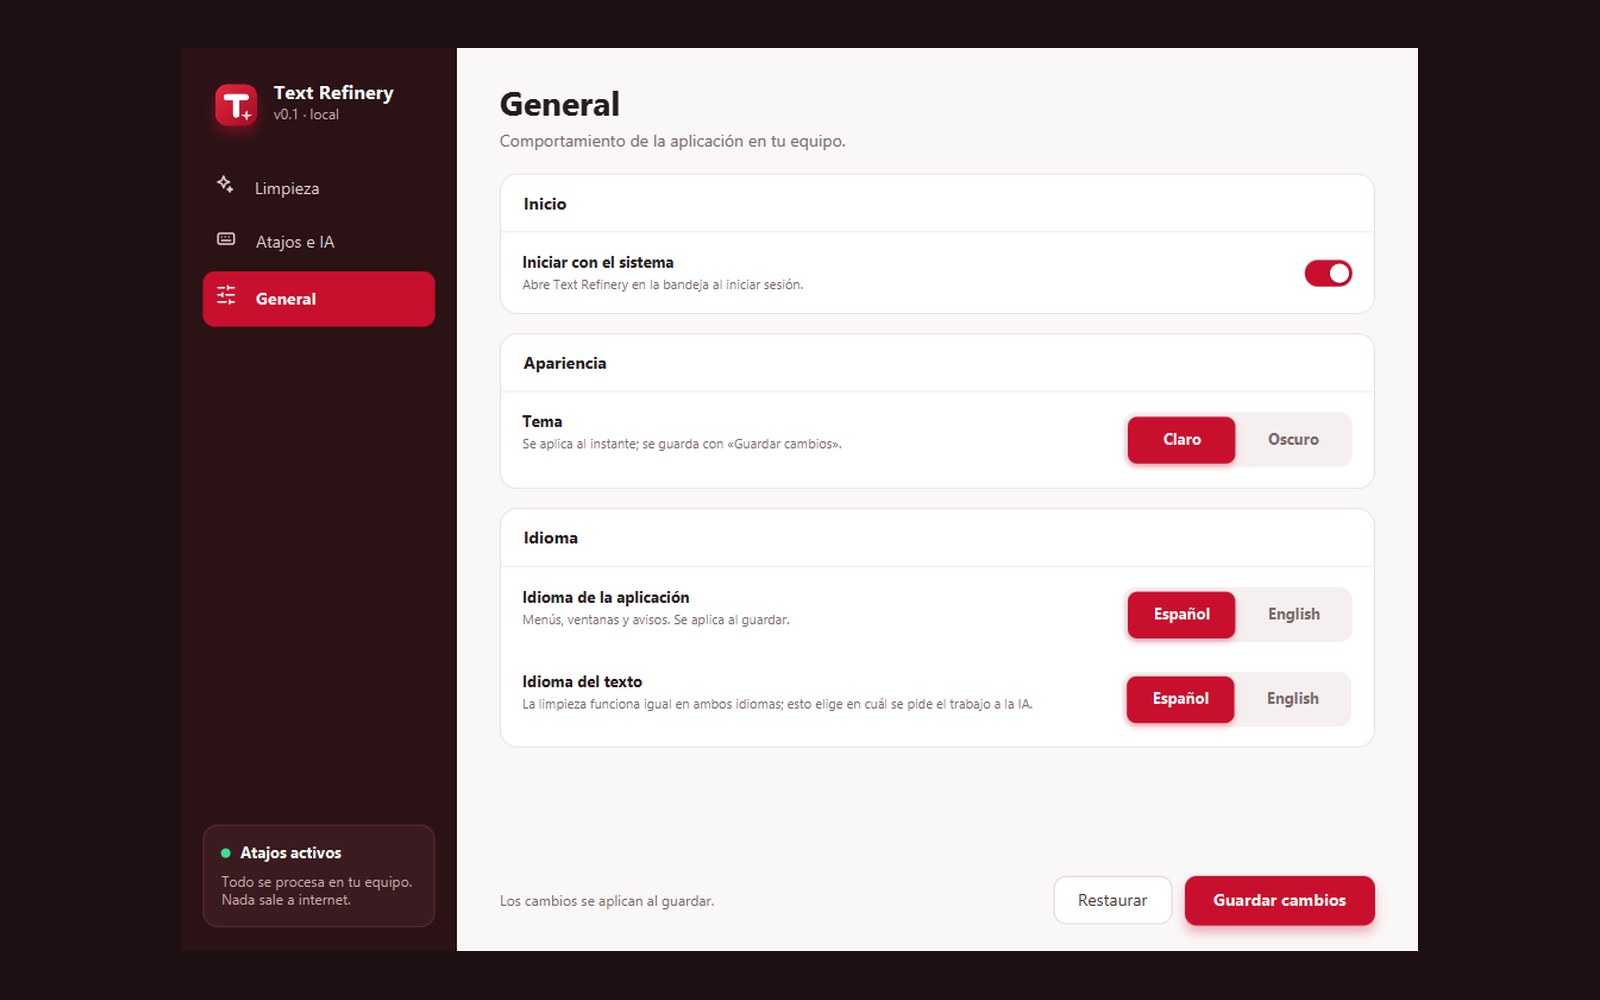 Text Refinery
v0.1 · local
Limpieza
Atajos e IA
General
Atajos activos
Todo se procesa en tu equipo.
Nada sale a internet.
General
Comportamiento de la aplicación en tu equipo.
Inicio
Iniciar con el sistema
Abre Text Refinery en la bandeja al iniciar sesión.
Apariencia
Tema
Se aplica al instante; se guarda con «Guardar cambios».
Claro
Oscuro
Idioma
Idioma de la aplicación
Menús, ventanas y avisos. Se aplica al guardar.
Español
English
Idioma del texto
La limpieza funciona igual en ambos idiomas; esto elige en cuál se pide el trabajo a la IA.
Español
English
Los cambios se aplican al guardar.
Restaurar
Guardar cambios